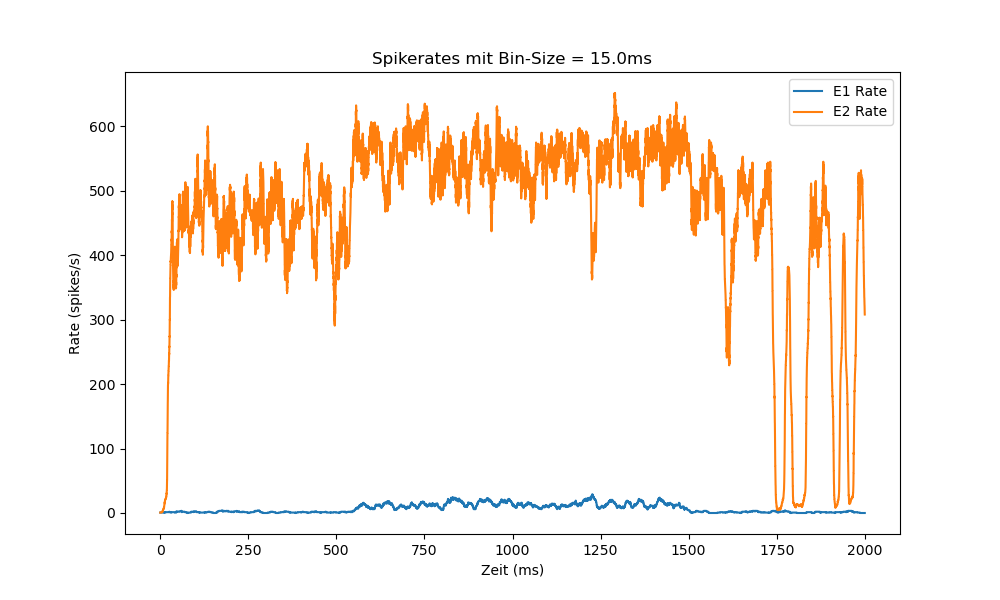 Spikerates mit Bin-Size = 15.0ms
E1 Rate
E2 Rate
Rate (spikes/s)
600
500
400
300
200
100
0
0 250 500 750 1000 1250 1500 1750 2000
Zeit (ms)